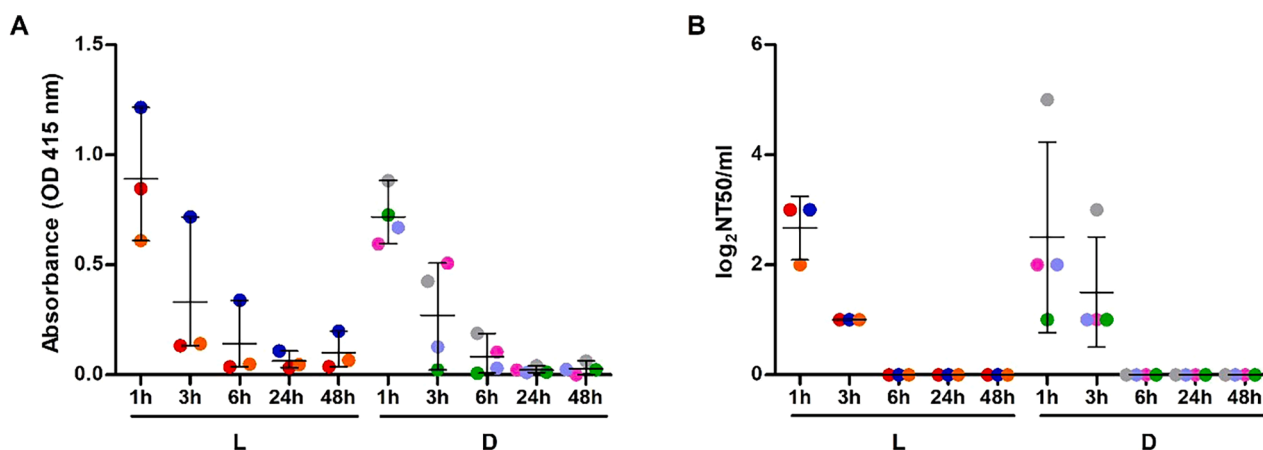 A
B
Absorbance (OD 415 nm)
1.5
1.0
0.5
0.0
1h 3h 6h 24h 48h 1h 3h 6h 24h 48h
L D
log₂NT50/ml
6
4
2
0
1h 3h 6h 24h 48h 1h 3h 6h 24h 48h
L D